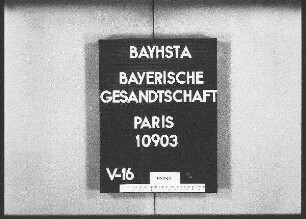 BAYHSTA
BAYERISCHE
GESANDTSCHAFT
PARIS
10903
V-16